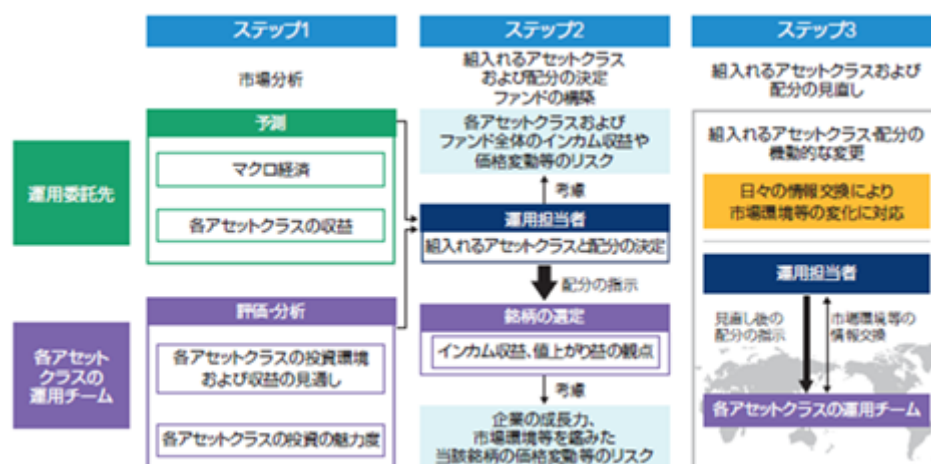 ステップ1
市場分析
運用委託先
予測
マクロ経済
各アセットクラスの収益
各アセット
クラスの
運用チーム
評価・分析
各アセットクラスの投資環境
および収益の見通し
各アセットクラスの投資の魅力度
ステップ2
組入れるアセットクラス
および配分の決定
ファンドの構築
各アセットクラスおよび
ファンド全体のインカム収益や
価格変動等のリスク
考慮
運用担当者
組入れるアセットクラスと配分の決定
配分の指示
銘柄の選定
インカム収益、値上がり益の観点
考慮
企業の成長力、
市場環境等を鑑みた
当該銘柄の価格変動等のリスク
ステップ3
組入れるアセットクラスおよび
配分の見直し
組入れるアセットクラス・配分の
機動的な変更
日々の情報交換により
市場環境等の変化に対応
運用担当者
見直し後の
配分の指示
市場環境等の
情報交換
各アセットクラスの運用チーム